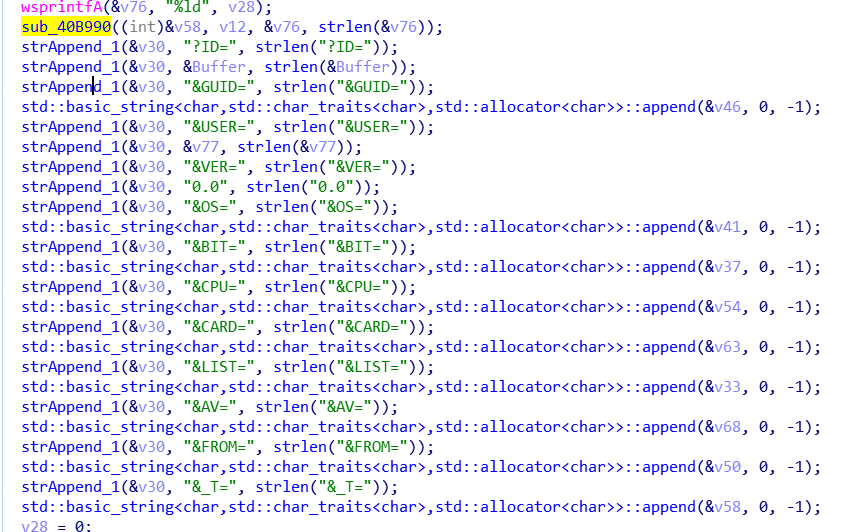 wsprintfA(&v76, "%ld", v28);
sub_40B990((int)&v58, v12, &v76, strlen(&v76));
strAppend_1(&v30, "?ID=", strlen("?ID="));
strAppend_1(&v30, &Buffer, strlen(&Buffer));
strAppend_1(&v30, "&GUID=", strlen("&GUID="));
std::basic_string<char,std::char_traits<char>,std::allocator<char>>::append(&v46, 0, -1);
strAppend_1(&v30, "&USER=", strlen("&USER="));
strAppend_1(&v30, &v77, strlen(&v77));
strAppend_1(&v30, "&VER=", strlen("&VER="));
strAppend_1(&v30, "0.0", strlen("0.0"));
strAppend_1(&v30, "&OS=", strlen("&OS="));
std::basic_string<char,std::char_traits<char>,std::allocator<char>>::append(&v41, 0, -1);
strAppend_1(&v30, "&BIT=", strlen("&BIT="));
std::basic_string<char,std::char_traits<char>,std::allocator<char>>::append(&v37, 0, -1);
strAppend_1(&v30, "&CPU=", strlen("&CPU="));
std::basic_string<char,std::char_traits<char>,std::allocator<char>>::append(&v54, 0, -1);
strAppend_1(&v30, "&CARD=", strlen("&CARD="));
std::basic_string<char,std::char_traits<char>,std::allocator<char>>::append(&v63, 0, -1);
strAppend_1(&v30, "&LIST=", strlen("&LIST="));
std::basic_string<char,std::char_traits<char>,std::allocator<char>>::append(&v33, 0, -1);
strAppend_1(&v30, "&AV=", strlen("&AV="));
std::basic_string<char,std::char_traits<char>,std::allocator<char>>::append(&v68, 0, -1);
strAppend_1(&v30, "&FROM=", strlen("&FROM="));
std::basic_string<char,std::char_traits<char>,std::allocator<char>>::append(&v50, 0, -1);
strAppend_1(&v30, "&_T=", strlen("&_T="));
std::basic_string<char,std::char_traits<char>,std::allocator<char>>::append(&v58, 0, -1);
v28 = 0;